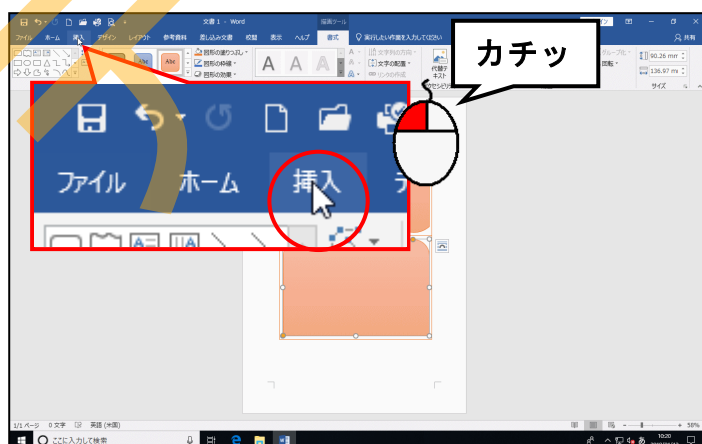 文書 1 - Word
描画ツール
ファイル ホーム 挿入 デザイン レイアウト 参考資料 差し込み文書 校閲 表示 ヘルプ 書式 実行したい作業を入力してください 共有
図形の塗りつぶし
図形の枠線
図形の効果
Abc Abc
A A A
文字列の方向
文字の配置
リンクの作成
代替テ
キスト
回転
90.26 mm
136.97 mm
サイズ
カチッ
ファイル ホーム 挿入
1/1 ページ 0 文字 英語 (米国)
50%
ここに入力して検索
あ
10:20